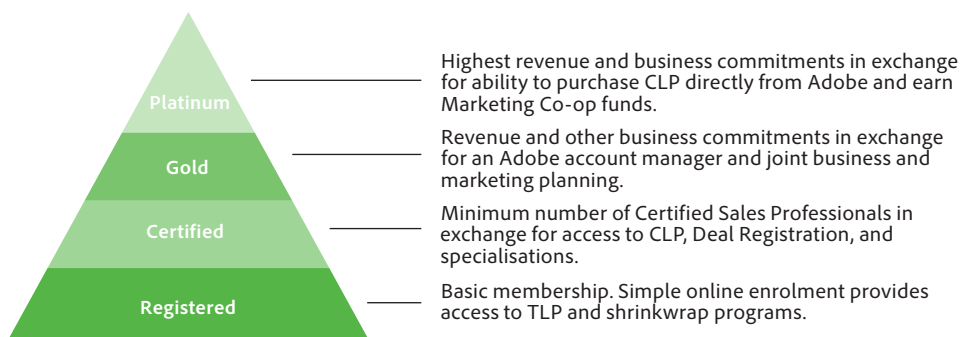 Platinum
Highest revenue and business commitments in exchange
for ability to purchase CLP directly from Adobe and earn
Marketing Co-op funds.
Gold
Revenue and other business commitments in exchange
for an Adobe account manager and joint business and
marketing planning.
Certified
Minimum number of Certified Sales Professionals in
exchange for access to CLP, Deal Registration, and
specialisations.
Registered
Basic membership. Simple online enrolment provides
access to TLP and shrinkwrap programs.